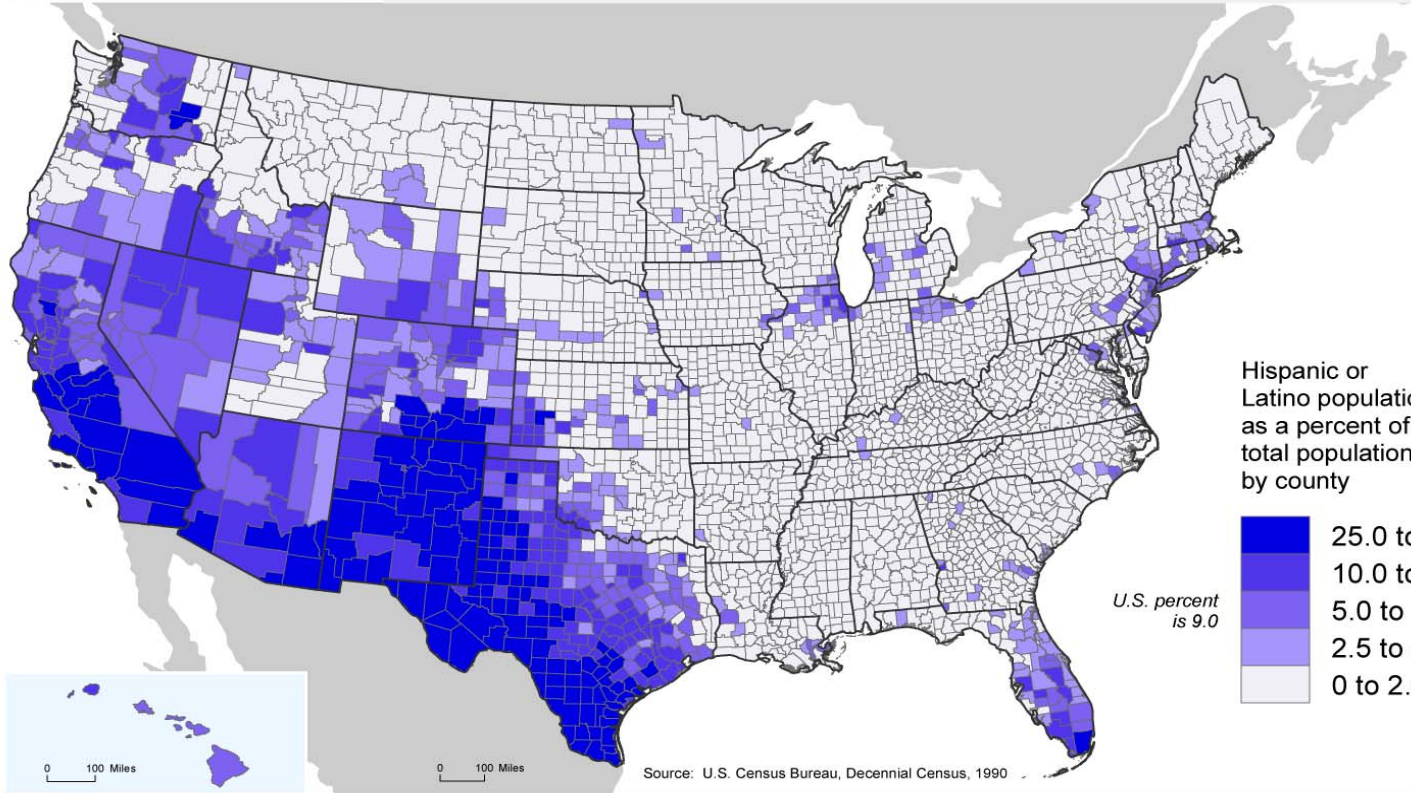 Hispanic or
Latino populatio
as a percent of
total population
by county
25.0 to
10.0 to
5.0 to
2.5 to
0 to 2.
U.S. percent
is 9.0
0 100 Miles
0 100 Miles
Source: U.S. Census Bureau, Decennial Census, 1990